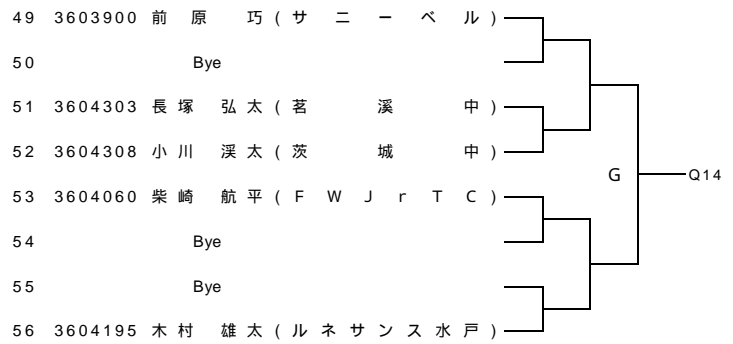 49 3603900 前原 巧(サニーベル)
50 Bye
51 3604303 長塚 弘太(茗溪中)
52 3604308 小川 渓太(茨城中)
53 3604060 柴崎 航平(FWJrTC)
G Q14
54 Bye
55 Bye
56 3604195 木村 雄太(ルネサンス水戸)